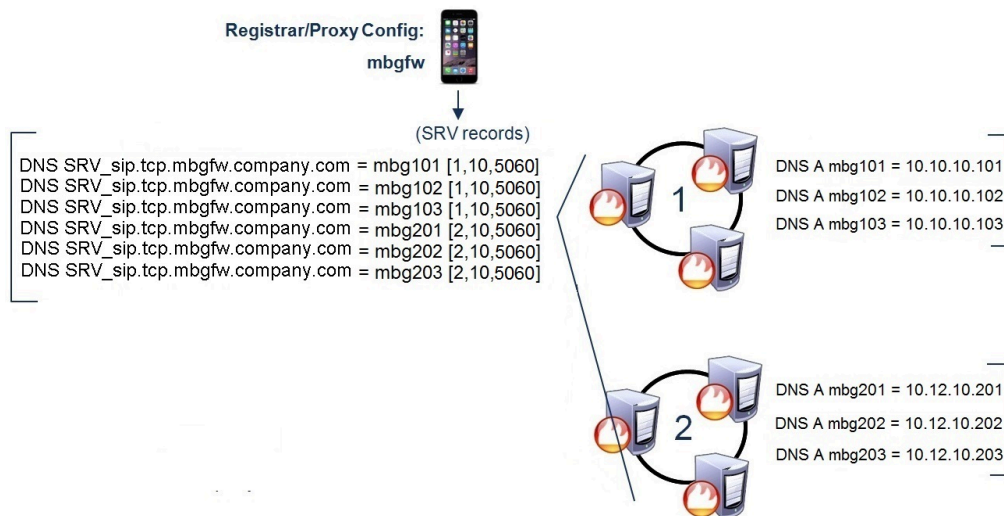 Registrar/Proxy Config:
mbgfw
(SRV records)
DNS SRV_sip.tcp.mbgfw.company.com = mbg101 [1,10,5060]
DNS SRV_sip.tcp.mbgfw.company.com = mbg102 [1,10,5060]
DNS SRV_sip.tcp.mbgfw.company.com = mbg103 [1,10,5060]
DNS SRV_sip.tcp.mbgfw.company.com = mbg201 [2,10,5060]
DNS SRV_sip.tcp.mbgfw.company.com = mbg202 [2,10,5060]
DNS SRV_sip.tcp.mbgfw.company.com = mbg203 [2,10,5060]
1
DNS A mbg101 = 10.10.10.101
DNS A mbg102 = 10.10.10.102
DNS A mbg103 = 10.10.10.103
2
DNS A mbg201 = 10.12.10.201
DNS A mbg202 = 10.12.10.202
DNS A mbg203 = 10.12.10.203